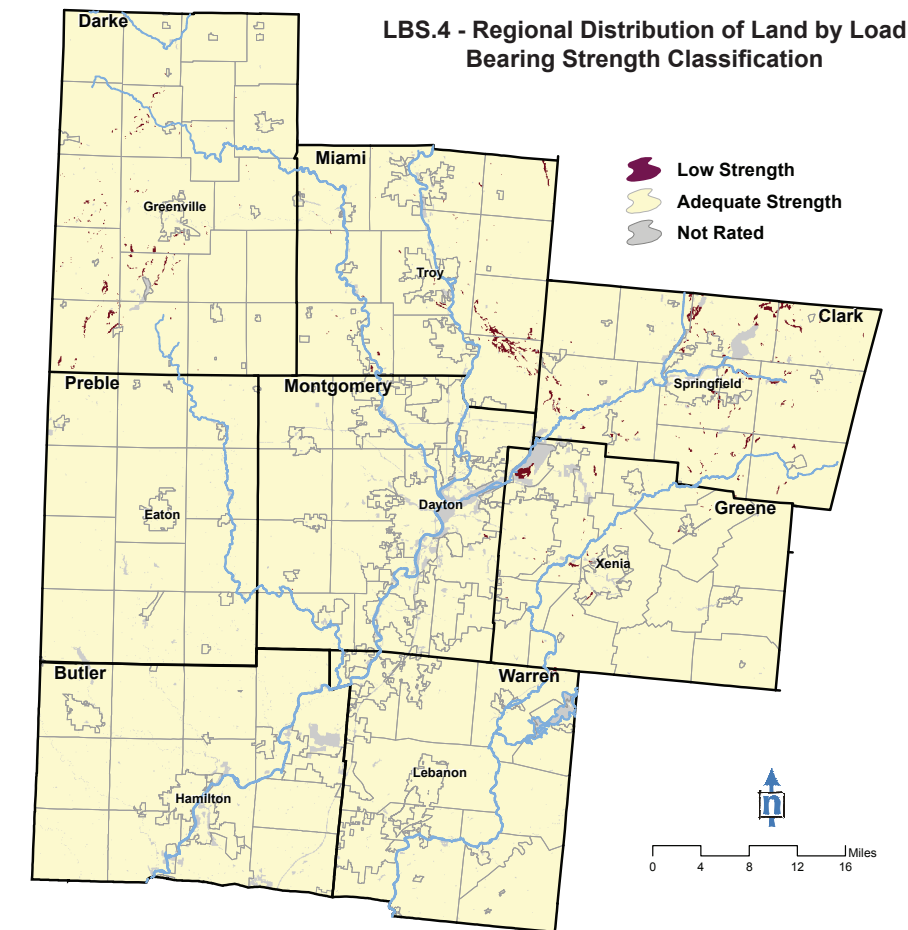 LBS.4 - Regional Distribution of Land by Load
Bearing Strength Classification
Darke
Miami
Low Strength
Adequate Strength
Not Rated
Greenville
Troy
Clark
Preble
Montgomery
Springfield
Dayton
Greene
Eaton
Xenia
Butler
Warren
Lebanon
Hamilton
n
Miles
0 4 8 12 16